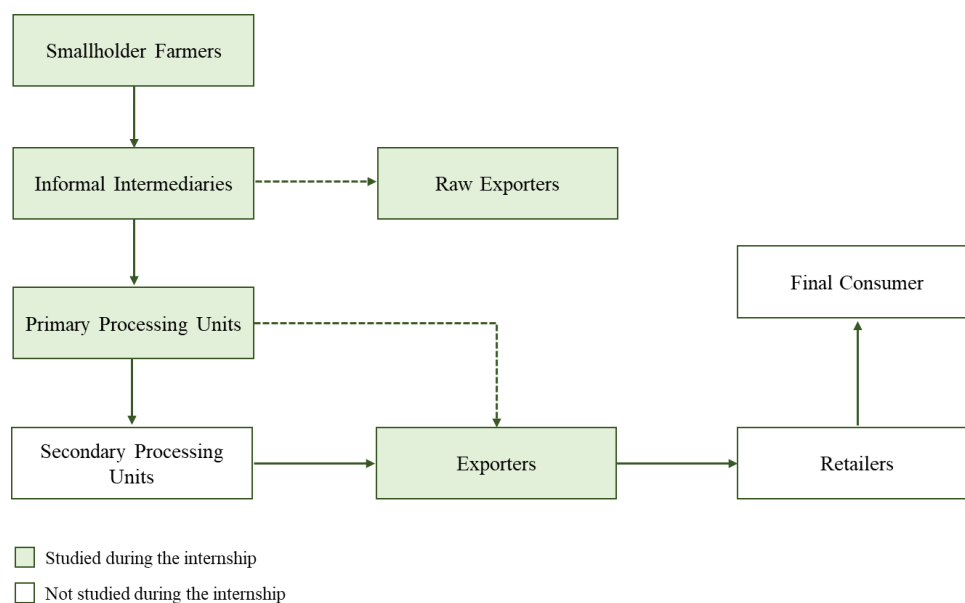 Smallholder Farmers
Informal Intermediaries
Raw Exporters
Final Consumer
Primary Processing Units
Secondary Processing
Units
Exporters
Retailers
Studied during the internship
Not studied during the internship